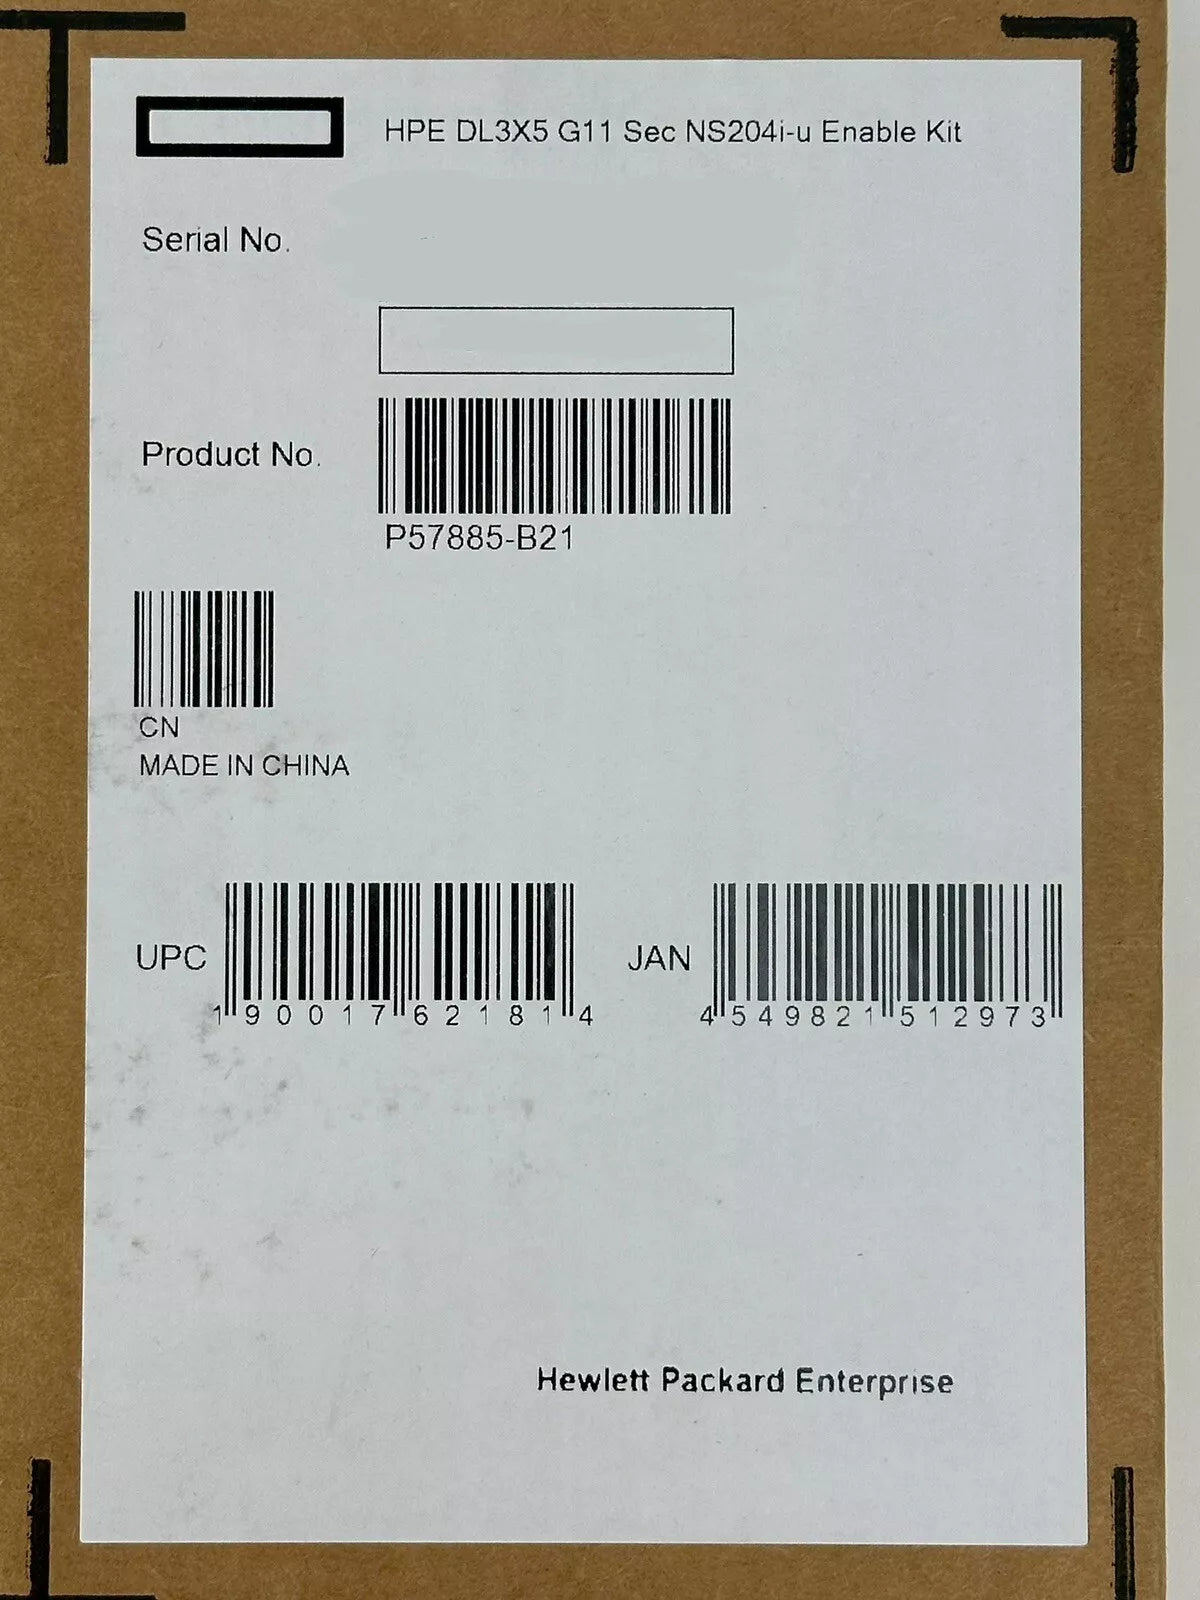 HPE DL3X5 G11 Sec NS204i-u Enable Kit
Serial No.
Product No.
P57885-B21
CN
MADE IN CHINA
UPC 1 90017 62181 4
JAN 4 549821 512973
Hewlett Packard Enterprise